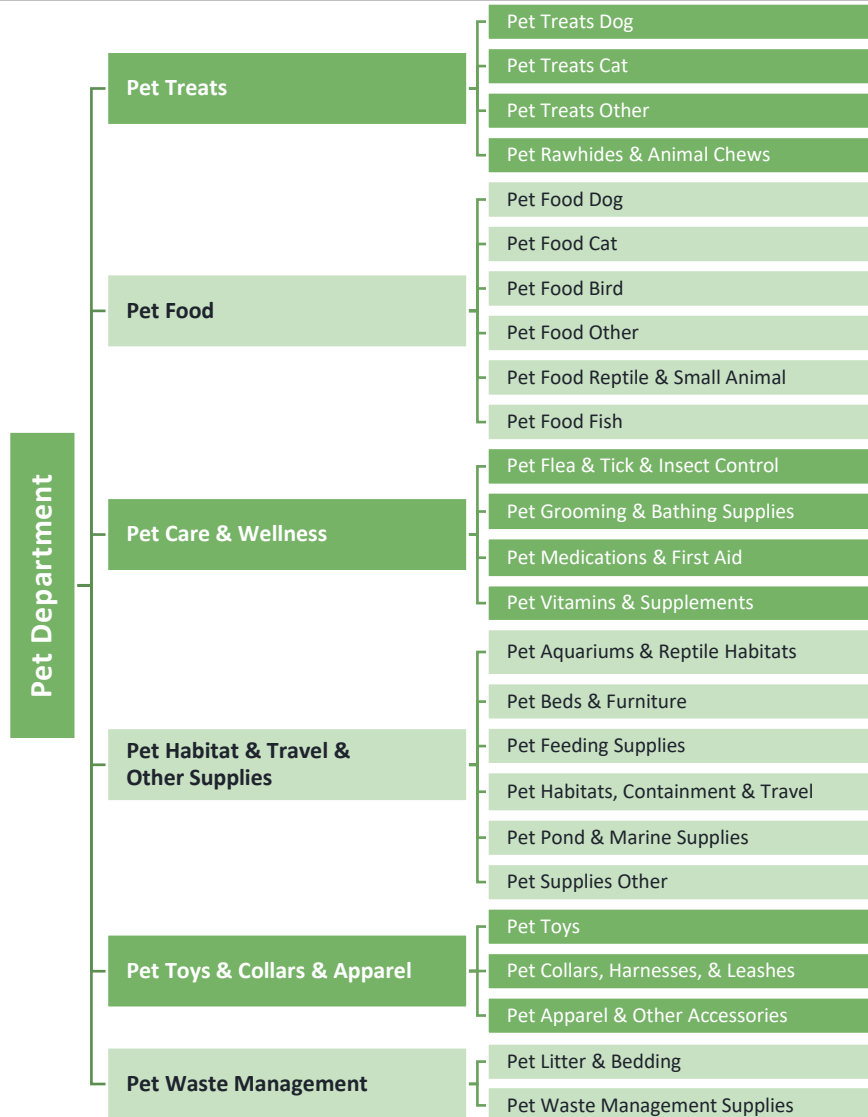 Pet Department
Pet Treats
Pet Treats Dog
Pet Treats Cat
Pet Treats Other
Pet Rawhides & Animal Chews
Pet Food
Pet Food Dog
Pet Food Cat
Pet Food Bird
Pet Food Other
Pet Food Reptile & Small Animal
Pet Food Fish
Pet Care & Wellness
Pet Flea & Tick & Insect Control
Pet Grooming & Bathing Supplies
Pet Medications & First Aid
Pet Vitamins & Supplements
Pet Habitat & Travel &
Other Supplies
Pet Aquariums & Reptile Habitats
Pet Beds & Furniture
Pet Feeding Supplies
Pet Habitats, Containment & Travel
Pet Pond & Marine Supplies
Pet Supplies Other
Pet Toys & Collars & Apparel
Pet Toys
Pet Collars, Harnesses, & Leashes
Pet Apparel & Other Accessories
Pet Waste Management
Pet Litter & Bedding
Pet Waste Management Supplies